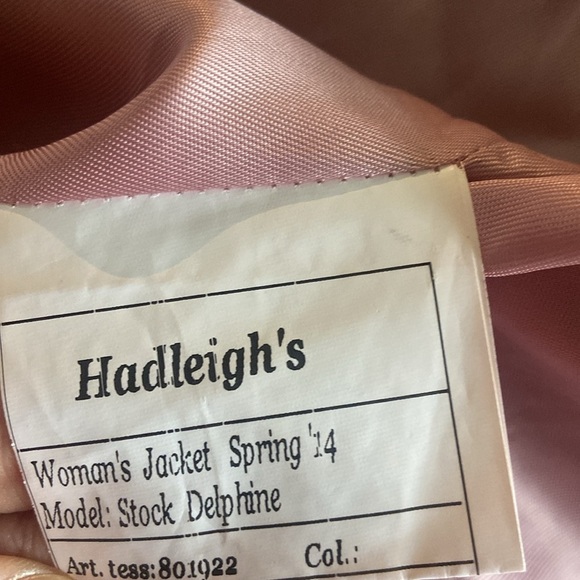 Hadleigh's
Woman's Jacket Spring '14
Model: Stock Delphine
Art. tess:801922 Col.: